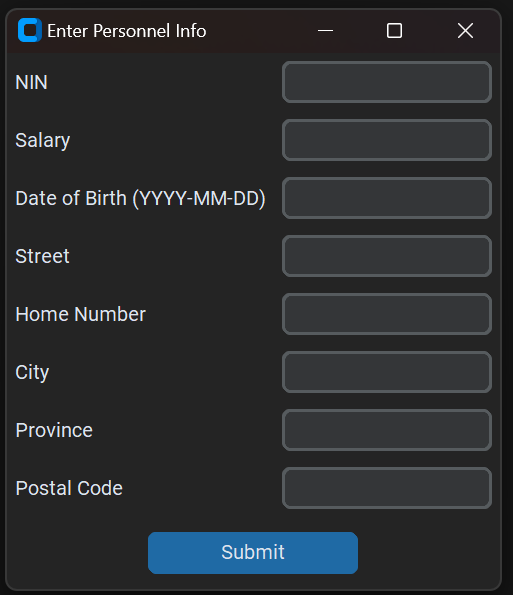 Enter Personnel Info
NIN
Salary
Date of Birth (YYYY-MM-DD)
Street
Home Number
City
Province
Postal Code
Submit